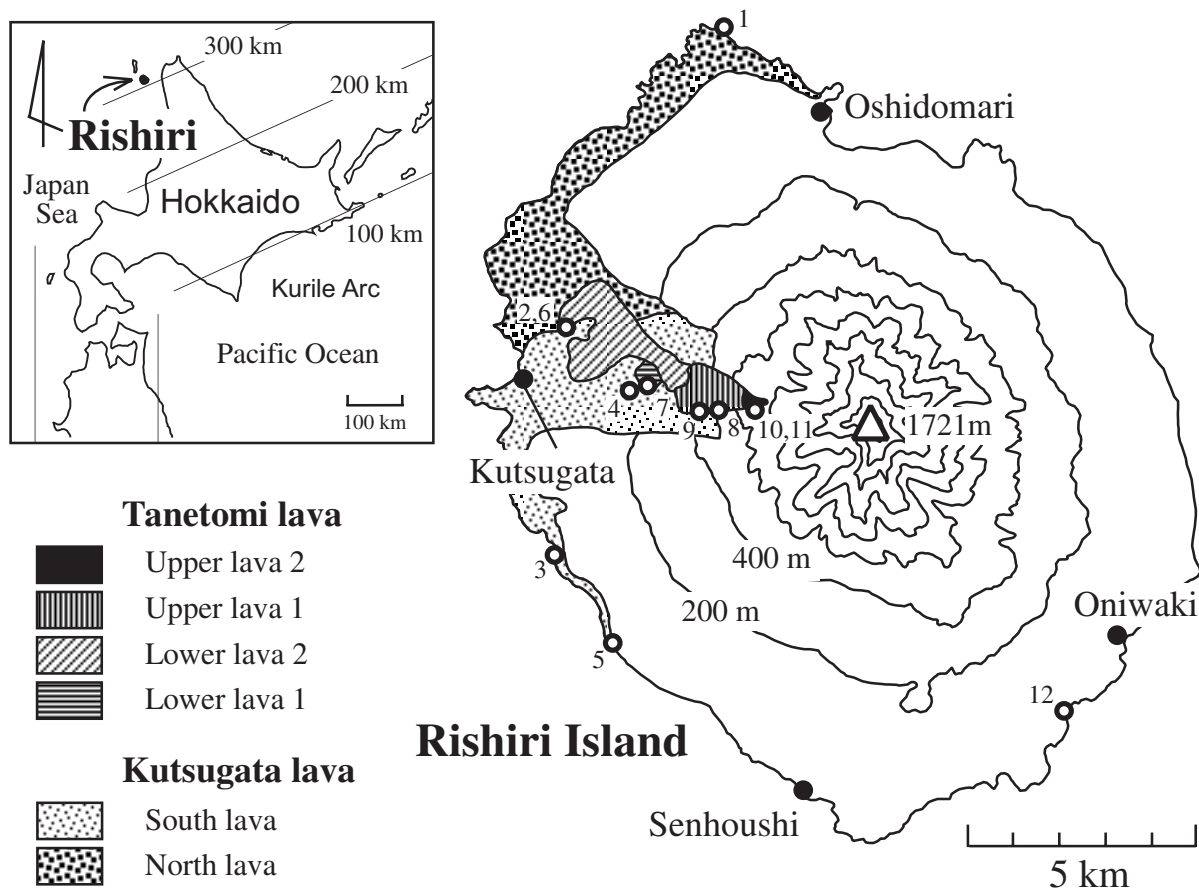 300 km
200 km
Rishiri
Japan
Sea
Hokkaido
100 km
Kurile Arc
Pacific Ocean
100 km
Tanetomi lava
Upper lava 2
Upper lava 1
Lower lava 2
Lower lava 1
Kutsugata lava
South lava
North lava
1
Oshidomari
2,6
4
7
9
8
10,11
1721m
Kutsugata
3
400 m
200 m
5
Oniwaki
12
Rishiri Island
Senhoushi
5 km